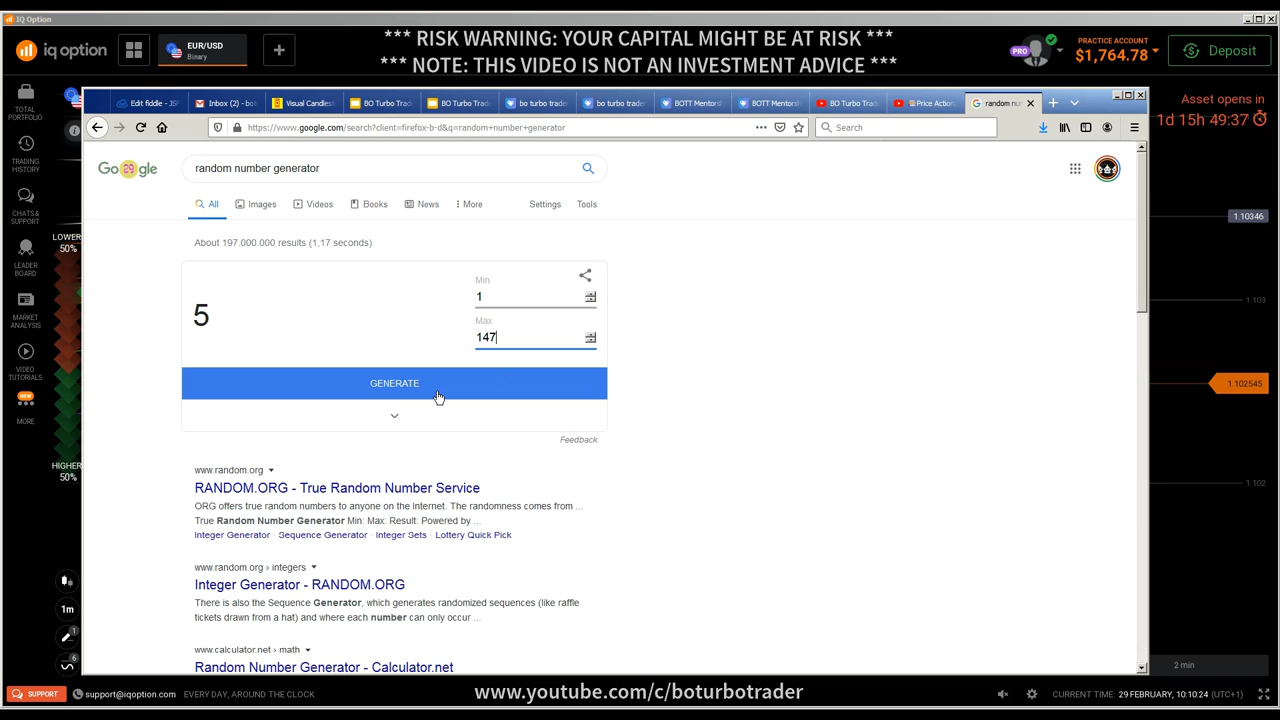 IQ Option
*** RISK WARNING: YOUR CAPITAL MIGHT BE AT RISK ***
*** NOTE: THIS VIDEO IS NOT AN INVESTMENT ADVICE ***
iq option
EUR/USD
Binary
PRO
PRACTICE ACCOUNT
$1,764.78
Deposit
TOTAL
PORTFOLIO
TRADING
HISTORY
CHATS &
SUPPORT
LEADER
BOARD
MARKET
ANALYSIS
VIDEO
TUTORIALS
NEW
MORE
LOWER
50%
HIGHER
50%
1m
1
6
Edit fiddle - JSF
Inbox (2) - bo
Visual Candlest
BO Turbo Trad
BO Turbo Trad
bo turbo trader
bo turbo trader
BOTT Mentorsh
BOTT Mentorsh
BO Turbo Trad
Price Action
random nu
https://www.google.com/search?client=firefox-b-d&q=random+number+generator
Search
Google
random number generator
All
Images
Videos
Books
News
More
Settings
Tools
About 197.000.000 results (1,17 seconds)
5
Min
1
Max
147
GENERATE
Feedback
www.random.org
RANDOM.ORG - True Random Number Service
ORG offers true random numbers to anyone on the Internet. The randomness comes from ...
True Random Number Generator Min: Max: Result: Powered by ...
Integer Generator · Sequence Generator · Integer Sets · Lottery Quick Pick
www.random.org › integers
Integer Generator - RANDOM.ORG
There is also the Sequence Generator, which generates randomized sequences (like raffle
tickets drawn from a hat) and where each number can only occur ...
www.calculator.net › math
Random Number Generator - Calculator.net
Asset opens in
1d 15h 49:37
1.10346
1.103
1.102545
1.102
2 min
SUPPORT
support@iqoption.com
EVERY DAY, AROUND THE CLOCK
www.youtube.com/c/boturbotrader
CURRENT TIME: 29 FEBRUARY, 10:10:24 (UTC+1)